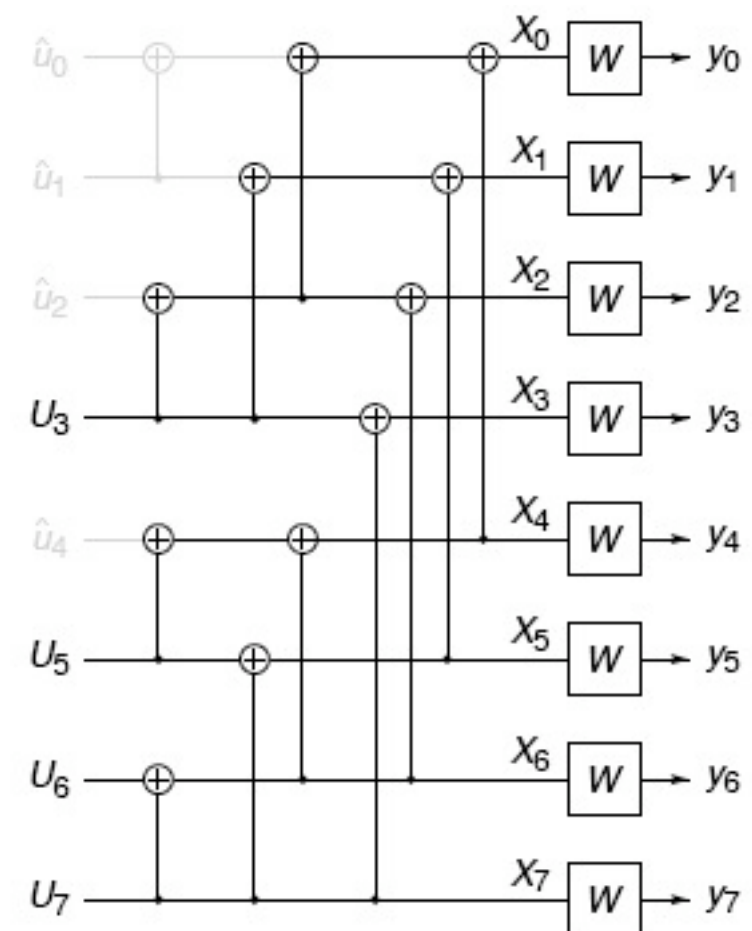 û₀ X₀ W y₀
û₁ X₁ W y₁
û₂ X₂ W y₂
U₃ X₃ W y₃
û₄ X₄ W y₄
U₅ X₅ W y₅
U₆ X₆ W y₆
U₇ X₇ W y₇